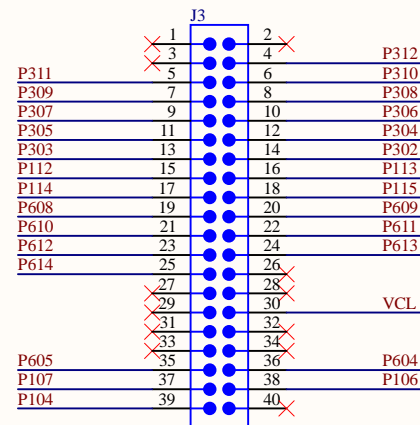 J3
1 2
3 4 P312
P311 5 6 P310
P309 7 8 P308
P307 9 10 P306
P305 11 12 P304
P303 13 14 P302
P112 15 16 P113
P114 17 18 P115
P608 19 20 P609
P610 21 22 P611
P612 23 24 P613
P614 25 26
27 28
29 30 VCL
31 32
33 34
P605 35 36 P604
P107 37 38 P106
P104 39 40